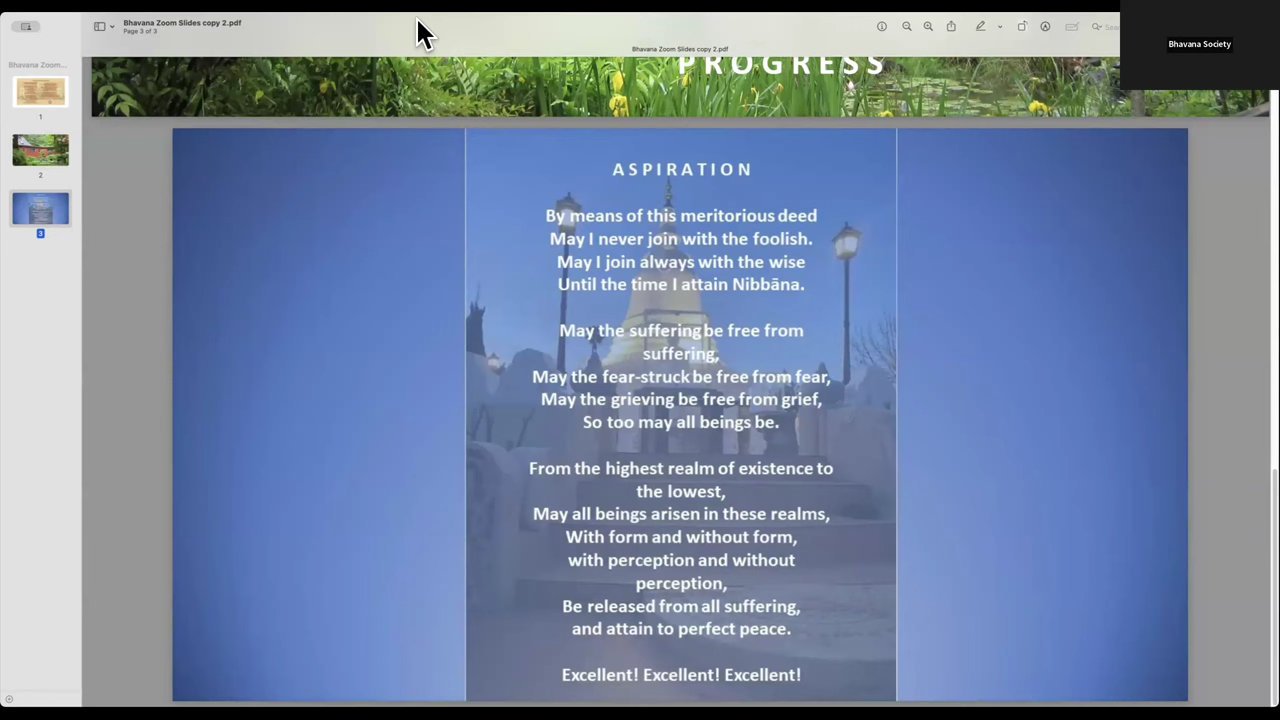 Bhavana Zoom Slides copy 2.pdf
Page 3 of 3
Bhavana Society
Bhavana Zoom Slides copy 2.pdf
Bhavana Zoom...
PROGRESS
1
2
3
ASPIRATION
By means of this meritorious deed
May I never join with the foolish.
May I join always with the wise
Until the time I attain Nibbāna.
May the suffering be free from
suffering,
May the fear-struck be free from fear,
May the grieving be free from grief,
So too may all beings be.
From the highest realm of existence to
the lowest,
May all beings arisen in these realms,
With form and without form,
with perception and without
perception,
Be released from all suffering,
and attain to perfect peace.
Excellent! Excellent! Excellent!